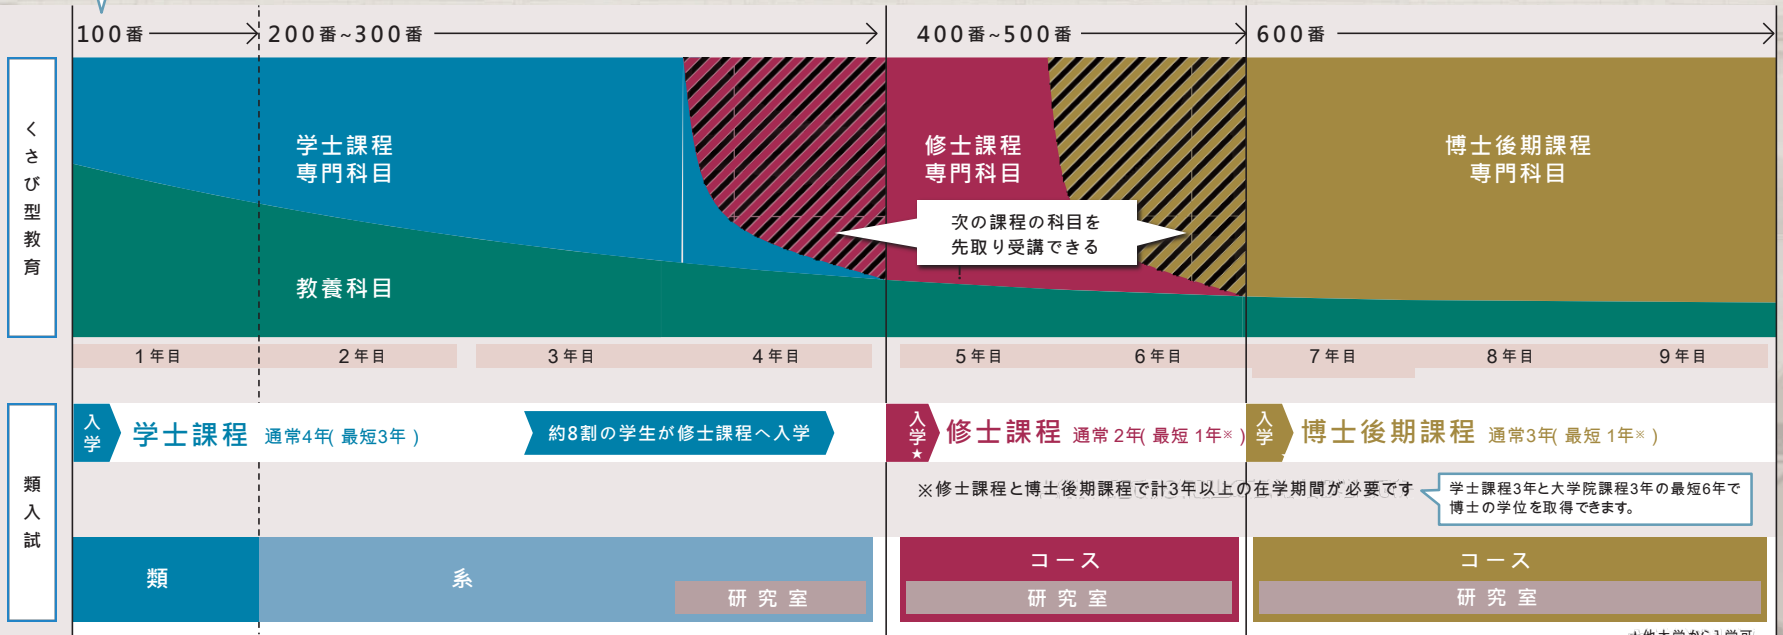 100番
200番~300番
400番~500番
600番
くさび型教育
学士課程
専門科目
修士課程
専門科目
博士後期課程
専門科目
次の課程の科目を
先取り受講できる
教養科目
1年目
2年目
3年目
4年目
5年目
6年目
7年目
8年目
9年目
類入試
入学
学士課程 通常4年( 最短3年 )
約8割の学生が修士課程へ入学
入学★
修士課程 通常 2年( 最短 1年※ )
入学
博士後期課程 通常3年( 最短 1年※ )
※修士課程と博士後期課程で計3年以上の在学期間が必要です
学士課程3年と大学院課程3年の最短6年で
博士の学位を取得できます。
類
系
研究室
コース
研究室
コース
研究室